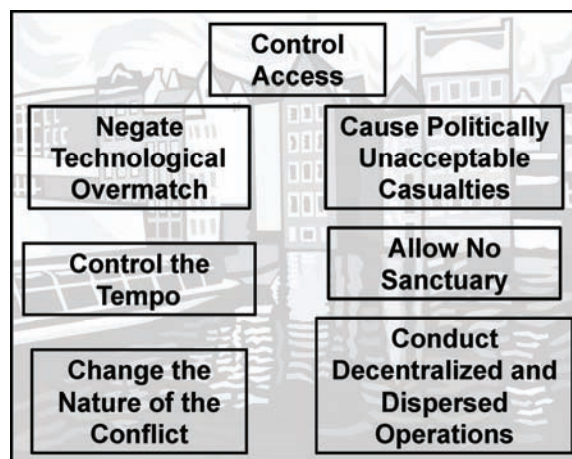 Control
Access
Negate
Technological
Overmatch
Cause Politically
Unacceptable
Casualties
Control the
Tempo
Allow No
Sanctuary
Change the
Nature of the
Conflict
Conduct
Decentralized and
Dispersed
Operations